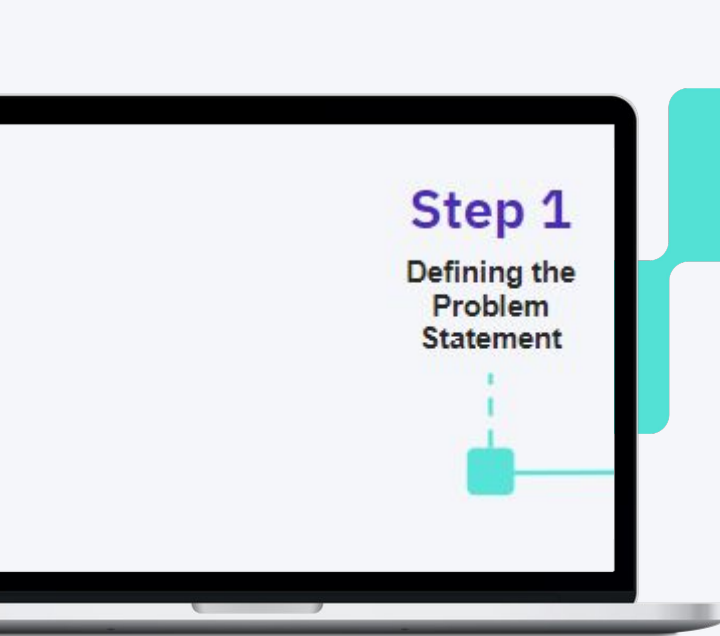 Step 1
Defining the
Problem
Statement